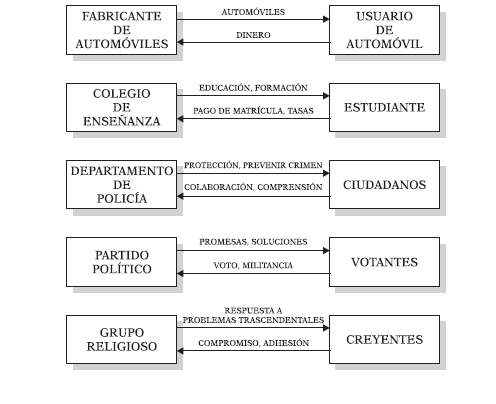 FABRICANTE
DE
AUTOMÓVILES
AUTOMÓVILES
DINERO
USUARIO
DE
AUTOMÓVIL
COLEGIO
DE
ENSEÑANZA
EDUCACIÓN, FORMACIÓN
PAGO DE MATRÍCULA, TASAS
ESTUDIANTE
DEPARTAMENTO
DE
POLICÍA
PROTECCIÓN, PREVENIR CRIMEN
COLABORACIÓN, COMPRENSIÓN
CIUDADANOS
PARTIDO
POLÍTICO
PROMESAS, SOLUCIONES
VOTO, MILITANCIA
VOTANTES
GRUPO
RELIGIOSO
RESPUESTA A
PROBLEMAS TRASCENDENTALES
COMPROMISO, ADHESIÓN
CREYENTES